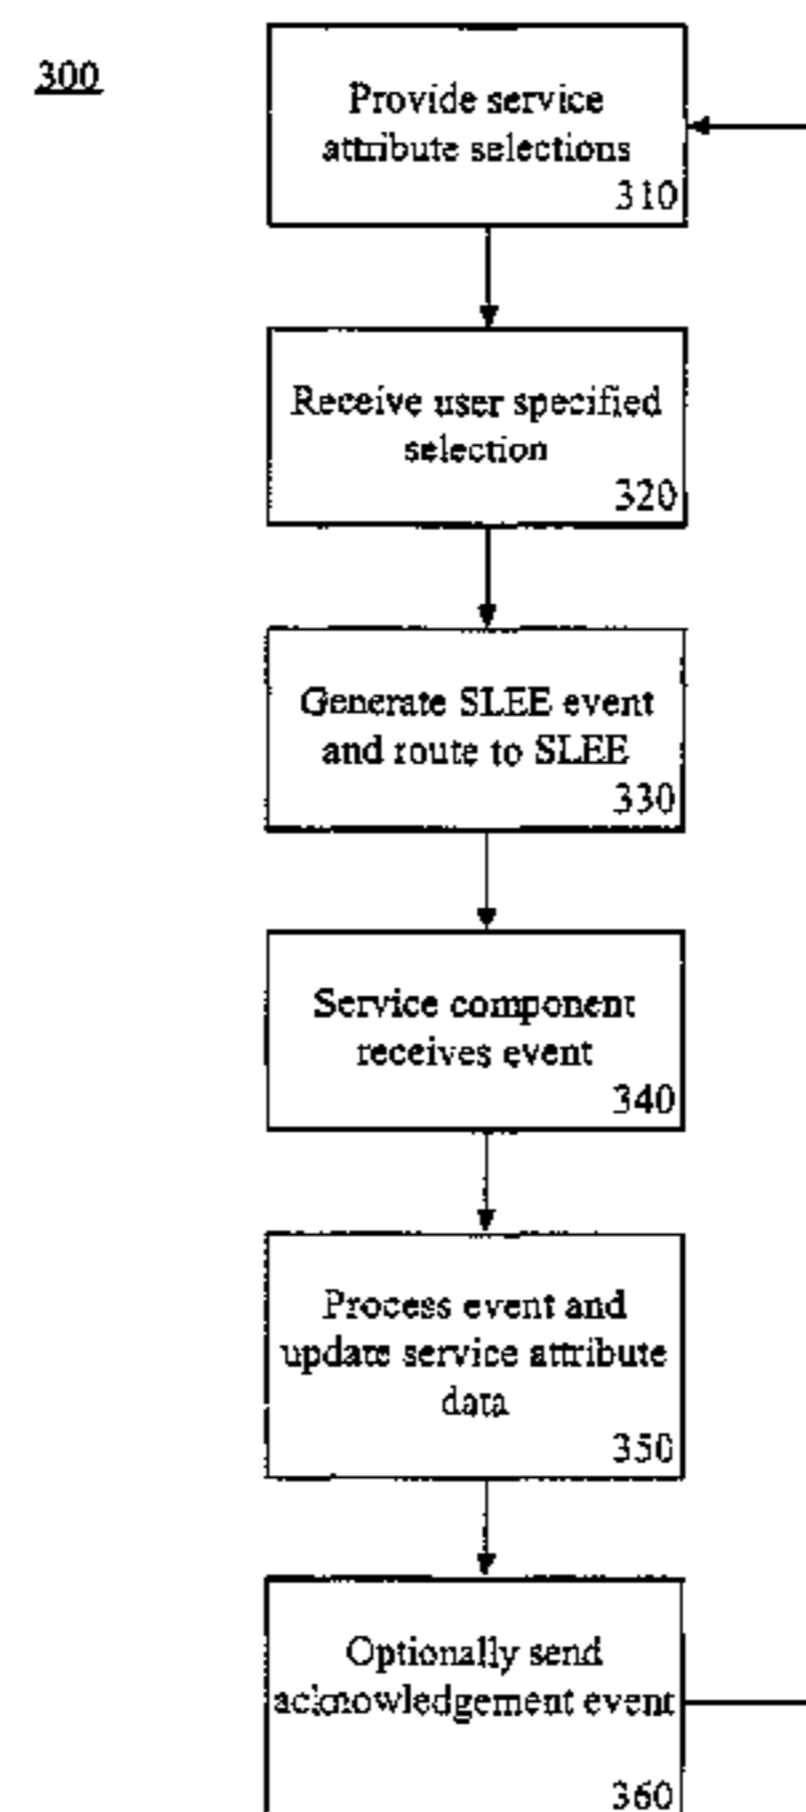 300
Provide service
attribute selections
310
Receive user specified
selection
320
Generate SLEE event
and route to SLEE
330
Service component
receives event
340
Process event and
update service attribute
data
350
Optionally send
acknowledgement event
360